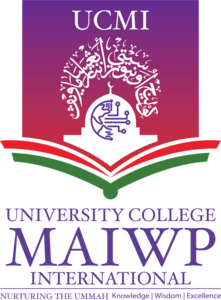 UCMI
UNIVERSITY COLLEGE
MAIWP
INTERNATIONAL
NURTURING THE UMMAH Knowledge | Wisdom | Excellence